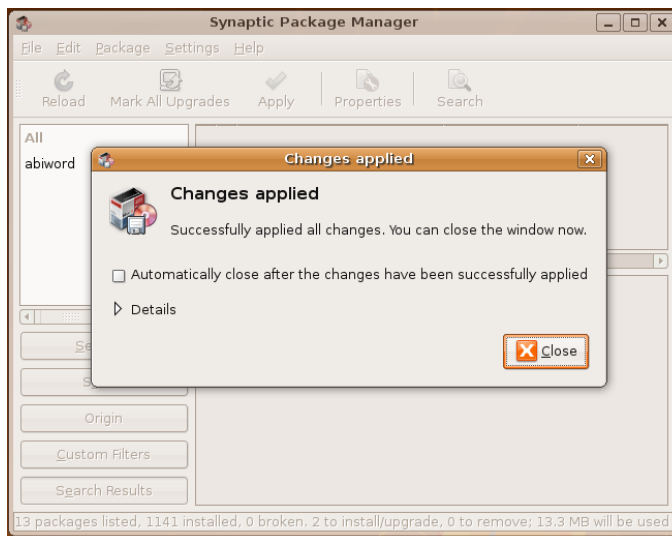 Synaptic Package Manager
File Edit Package Settings Help
Reload Mark All Upgrades Apply Properties Search
All
abiword
Changes applied
Changes applied
Successfully applied all changes. You can close the window now.
Automatically close after the changes have been successfully applied
Details
Close
Origin
Custom Filters
Search Results
13 packages listed, 1141 installed, 0 broken. 2 to install/upgrade, 0 to remove; 13.3 MB will be used